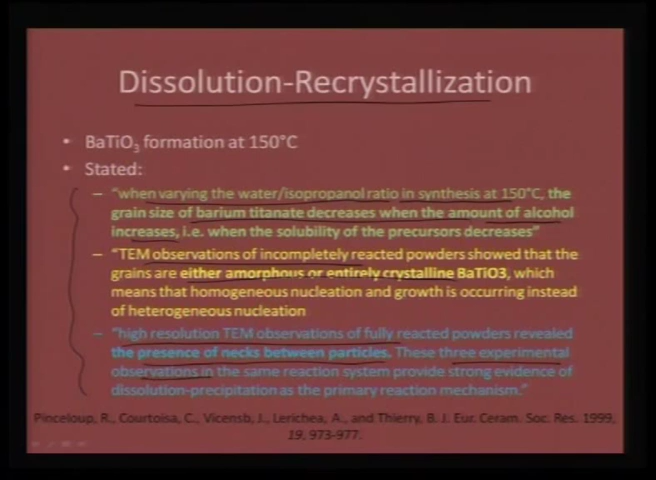 Dissolution-Recrystallization
• BaTiO₃ formation at 150°C
• Stated:
– "when varying the water/isopropanol ratio in synthesis at 150°C, the
grain size of barium titanate decreases when the amount of alcohol
increases, i.e. when the solubility of the precursors decreases"
– "TEM observations of incompletely reacted powders showed that the
grains are either amorphous or entirely crystalline BaTiO3, which
means that homogeneous nucleation and growth is occurring instead
of heterogeneous nucleation
– "high resolution TEM observations of fully reacted powders revealed
the presence of necks between particles. These three experimental
observations in the same reaction system provide strong evidence of
dissolution-precipitation as the primary reaction mechanism."
Pinceloup, R., Courtoisa, C., Vicensb, J., Lerichea, A., and Thierry, B. J. Eur. Ceram. Soc. Res. 1999,
19, 973-977.